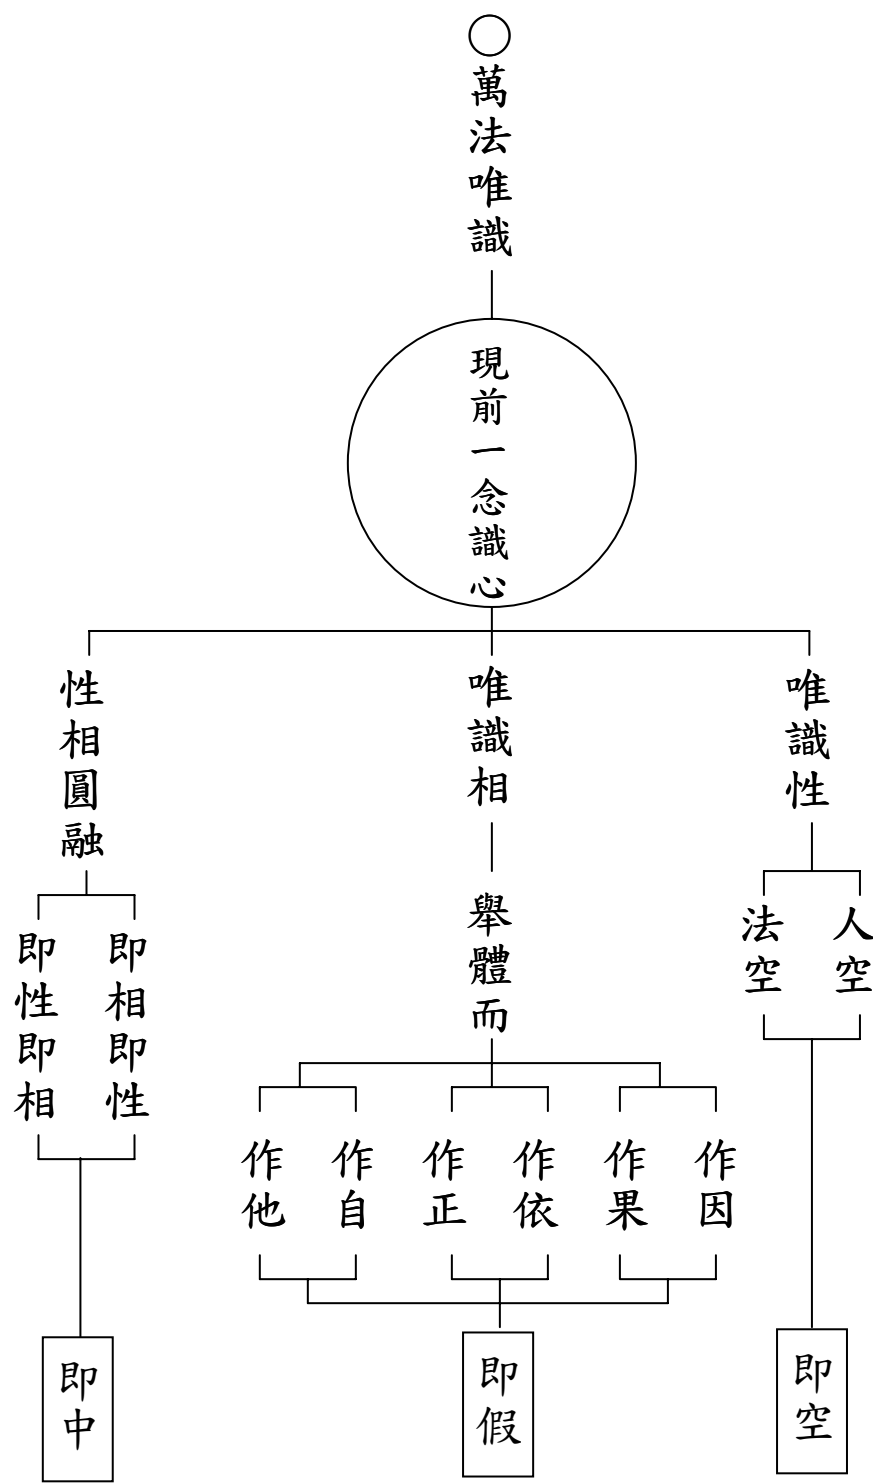 ○萬法唯識
現前一念識心
唯識性
人空
法空
即空
唯識相
舉體而
作因
作果
作依
作正
作自
作他
即假
性相圓融
即相即性
即性即相
即中